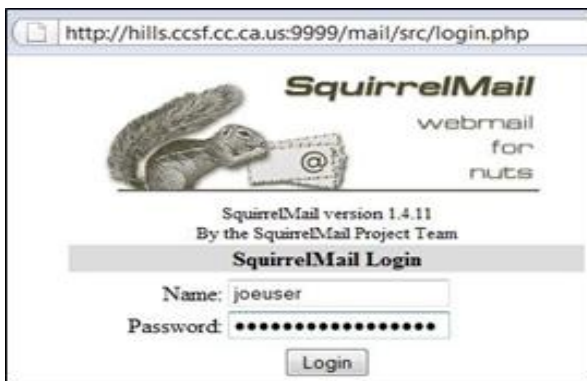 http://hills.ccsf.cc.ca.us:9999/mail/src/login.php
SquirrelMail
webmail
for
nuts
@
SquirrelMail version 1.4.11
By the SquirrelMail Project Team
SquirrelMail Login
Name: joeuser
Password: ●●●●●●●●●●●●●●●●●
Login